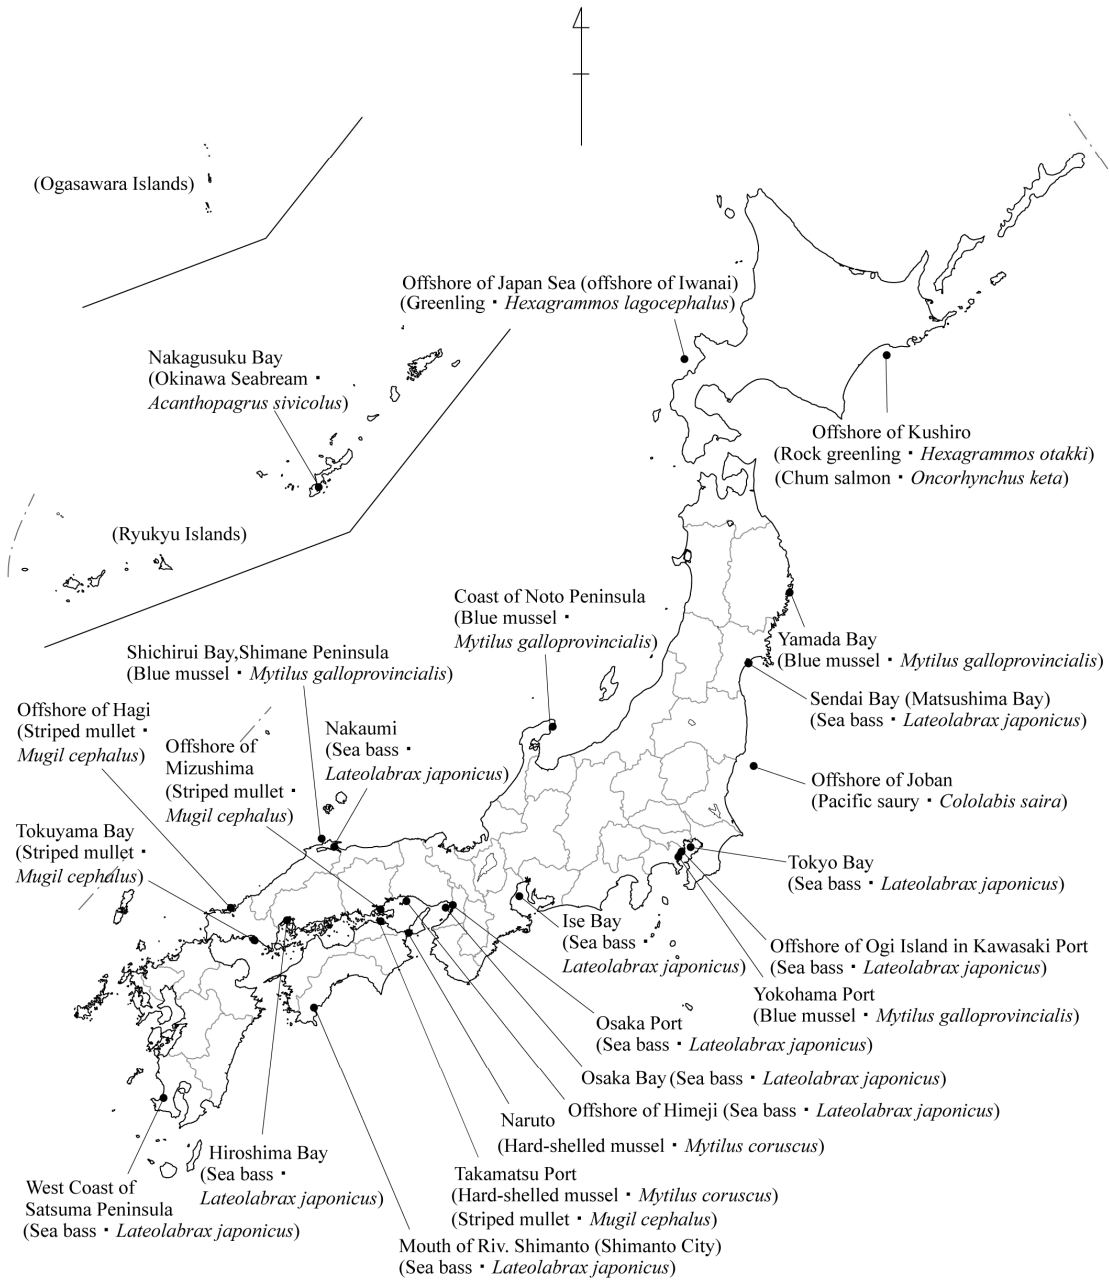 (Ogasawara Islands)
Offshore of Japan Sea (offshore of Iwanai)
(Greenling・Hexagrammos lagocephalus)
Nakagusuku Bay
(Okinawa Seabream・
Acanthopagrus sivicolus)
Offshore of Kushiro
(Rock greenling・Hexagrammos otakki)
(Chum salmon・Oncorhynchus keta)
(Ryukyu Islands)
Coast of Noto Peninsula
(Blue mussel・
Mytilus galloprovincialis)
Yamada Bay
(Blue mussel・Mytilus galloprovincialis)
Shichirui Bay,Shimane Peninsula
(Blue mussel・Mytilus galloprovincialis)
Sendai Bay (Matsushima Bay)
(Sea bass・Lateolabrax japonicus)
Offshore of Hagi
(Striped mullet・
Mugil cephalus)
Offshore of
Mizushima
(Striped mullet・
Mugil cephalus)
Nakaumi
(Sea bass・
Lateolabrax japonicus)
Offshore of Joban
(Pacific saury・Cololabis saira)
Tokuyama Bay
(Striped mullet・
Mugil cephalus)
Tokyo Bay
(Sea bass・Lateolabrax japonicus)
Ise Bay
(Sea bass・
Lateolabrax japonicus)
Offshore of Ogi Island in Kawasaki Port
(Sea bass・Lateolabrax japonicus)
Yokohama Port
(Blue mussel・Mytilus galloprovincialis)
Osaka Port
(Sea bass・Lateolabrax japonicus)
Osaka Bay (Sea bass・Lateolabrax japonicus)
Offshore of Himeji (Sea bass・Lateolabrax japonicus)
Naruto
(Hard-shelled mussel・Mytilus coruscus)
Hiroshima Bay
(Sea bass・
Lateolabrax japonicus)
Takamatsu Port
(Hard-shelled mussel・Mytilus coruscus)
(Striped mullet・Mugil cephalus)
West Coast of
Satsuma Peninsula
(Sea bass・Lateolabrax japonicus)
Mouth of Riv. Shimanto (Shimanto City)
(Sea bass・Lateolabrax japonicus)